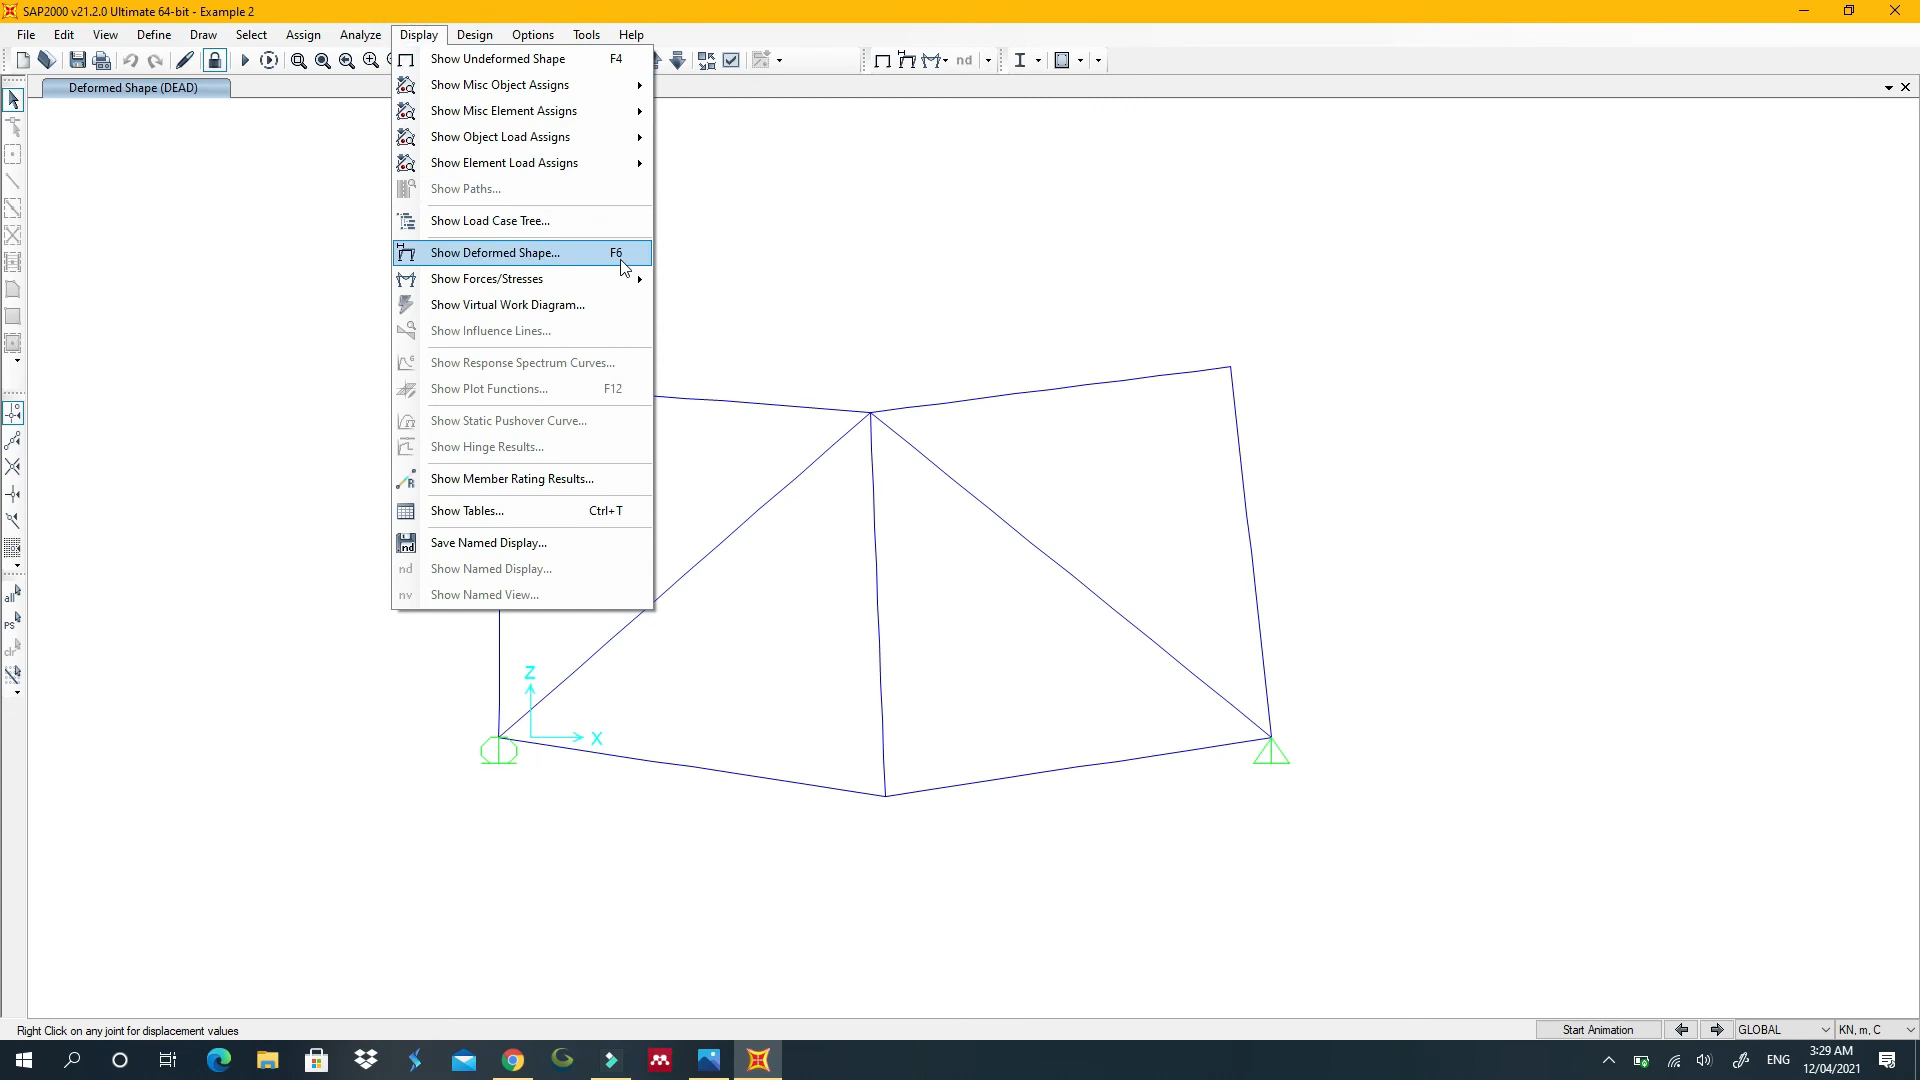 SAP2000 v21.2.0 Ultimate 64-bit - Example 2
File Edit View Define Draw Select Assign Analyze Display Design Options Tools Help
nd
Deformed Shape (DEAD)
Show Undeformed Shape F4
Show Misc Object Assigns
Show Misc Element Assigns
Show Object Load Assigns
Show Element Load Assigns
Show Paths...
Show Load Case Tree...
Show Deformed Shape... F6
Show Forces/Stresses
Show Virtual Work Diagram...
Show Influence Lines...
Show Response Spectrum Curves...
Show Plot Functions... F12
Show Static Pushover Curve...
Show Hinge Results...
R Show Member Rating Results...
Show Tables... Ctrl+T
nd Save Named Display...
nd Show Named Display...
nv Show Named View...
all
PS
clr
Z
X
Right Click on any joint for displacement values
Start Animation
GLOBAL
KN, m, C
ENG
3:29 AM
12/04/2021